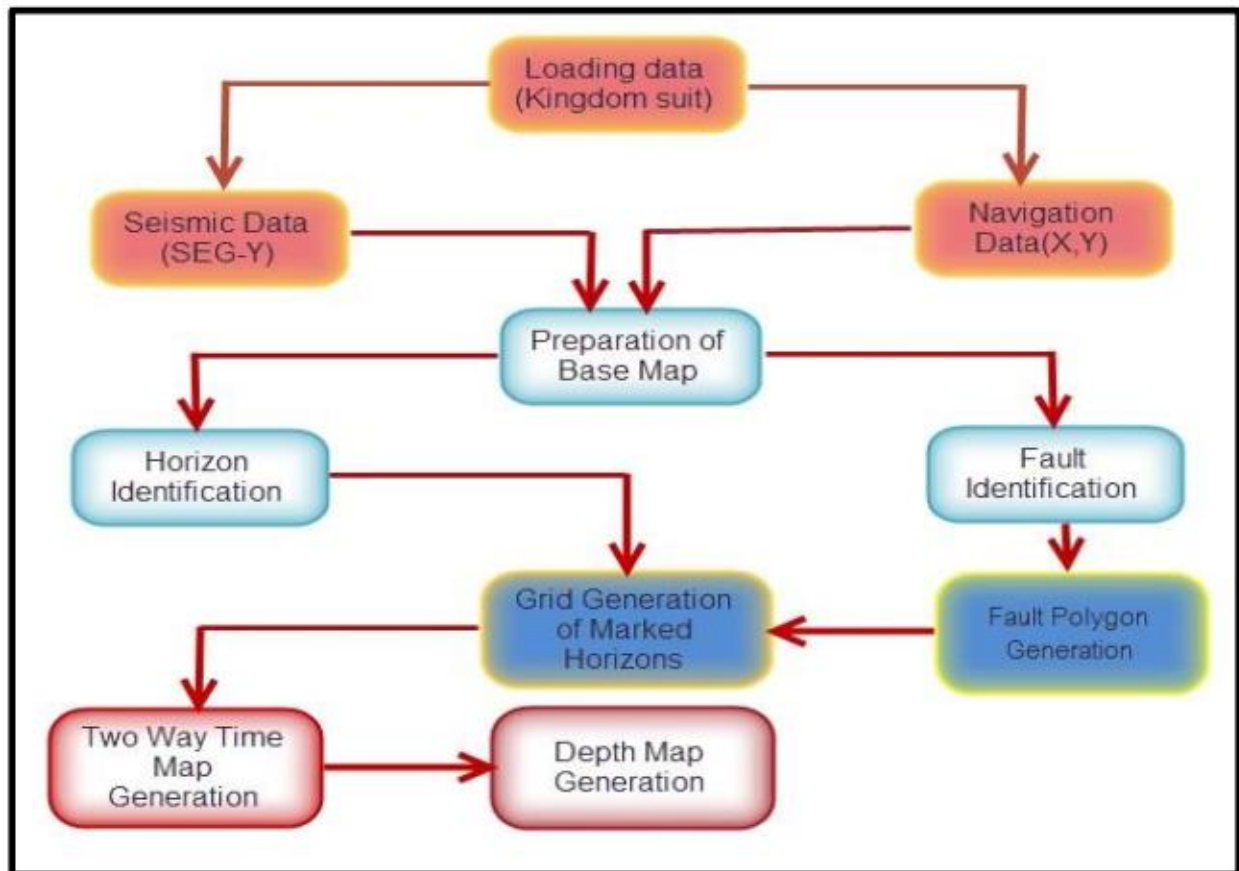 Loading data
(Kingdom suit)
Seismic Data
(SEG-Y)
Navigation
Data(X,Y)
Preparation of
Base Map
Horizon
Identification
Fault
Identification
Grid Generation
of Marked
Horizons
Fault Polygon
Generation
Two Way Time
Map
Generation
Depth Map
Generation